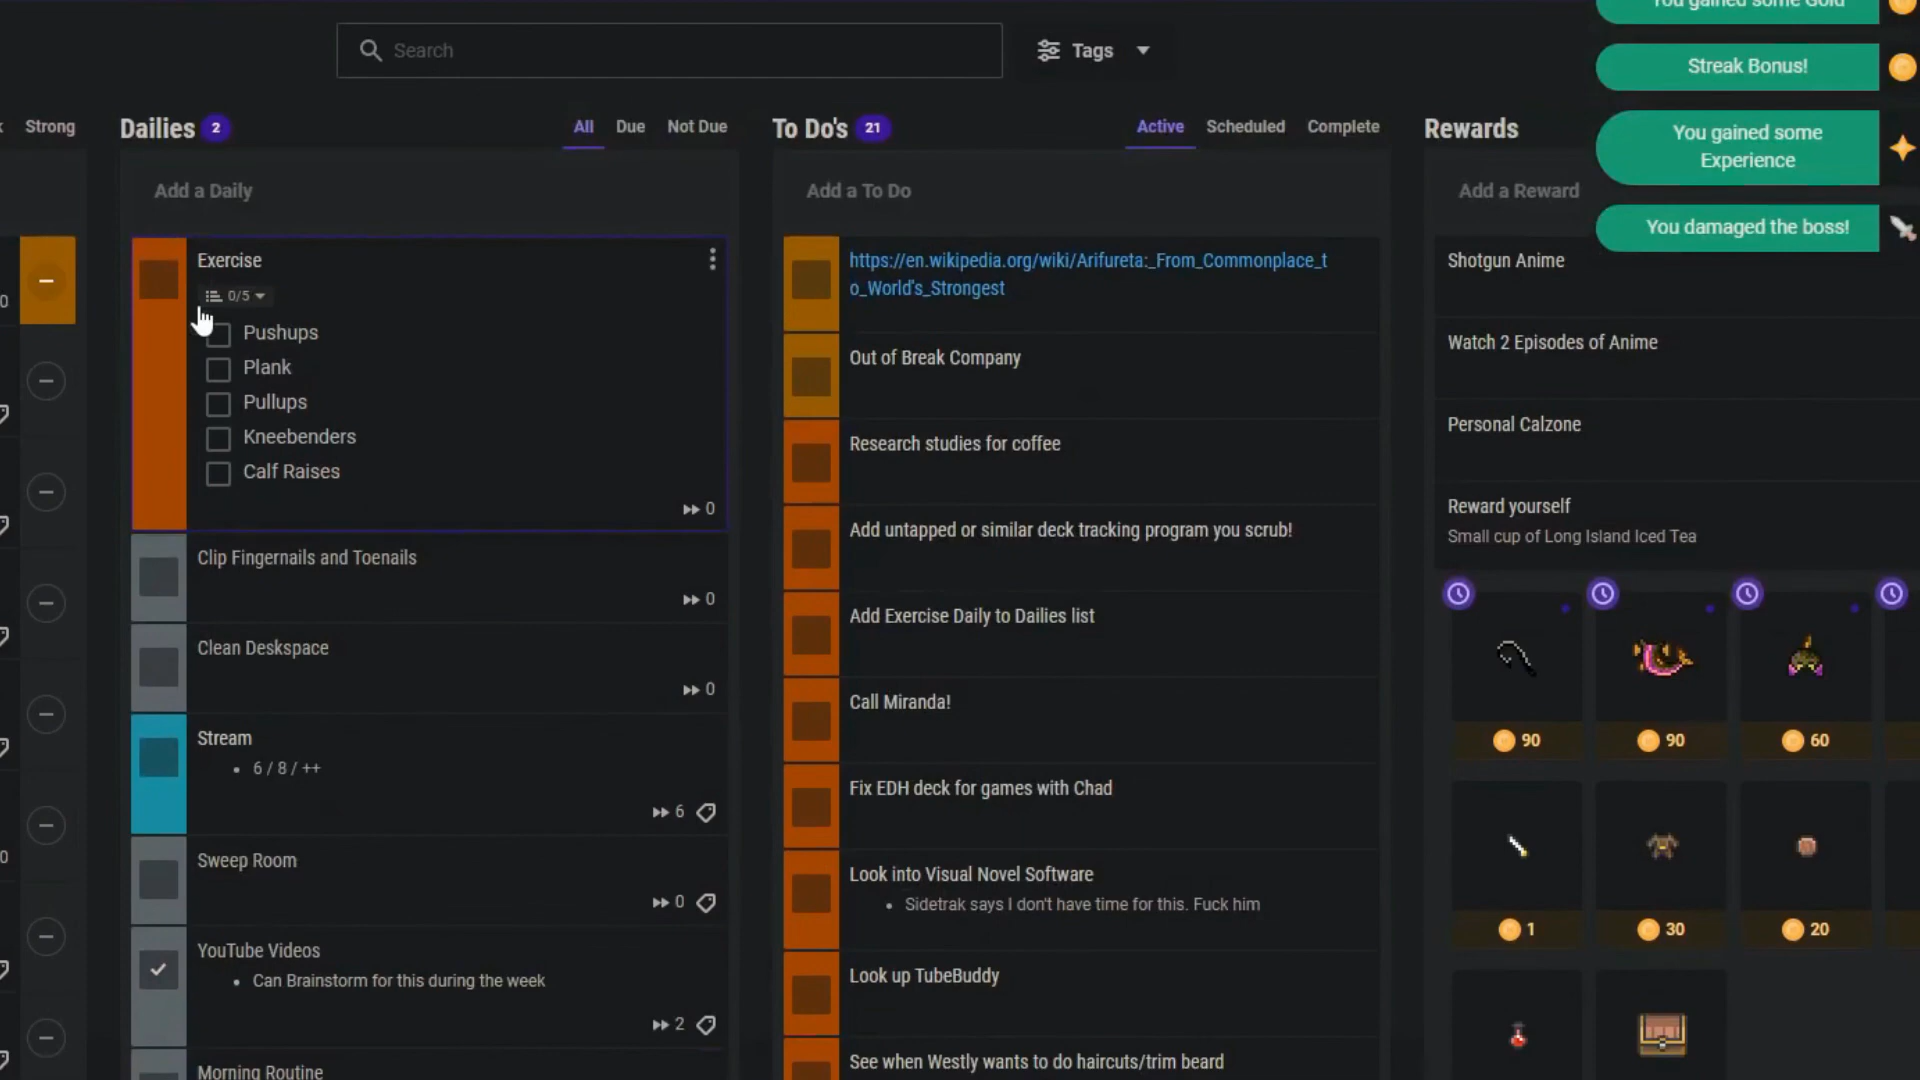 Search
Tags
You gained some Gold
Streak Bonus!
You gained some
Experience
You damaged the boss!
Strong
Dailies 2
All Due Not Due
Add a Daily
Exercise
0/5
Pushups
Plank
Pullups
Kneebenders
Calf Raises
0
Clip Fingernails and Toenails
0
Clean Deskspace
0
Stream
6 / 8 / ++
6
Sweep Room
0
YouTube Videos
Can Brainstorm for this during the week
2
Morning Routine
To Do's 21
Active Scheduled Complete
Add a To Do
https://en.wikipedia.org/wiki/Arifureta:_From_Commonplace_t
o_World's_Strongest
Out of Break Company
Research studies for coffee
Add untapped or similar deck tracking program you scrub!
Add Exercise Daily to Dailies list
Call Miranda!
Fix EDH deck for games with Chad
Look into Visual Novel Software
Sidetrak says I don't have time for this. Fuck him
Look up TubeBuddy
See when Westly wants to do haircuts/trim beard
Rewards
Add a Reward
Shotgun Anime
Watch 2 Episodes of Anime
Personal Calzone
Reward yourself
Small cup of Long Island Iced Tea
90 90 60
1 30 20